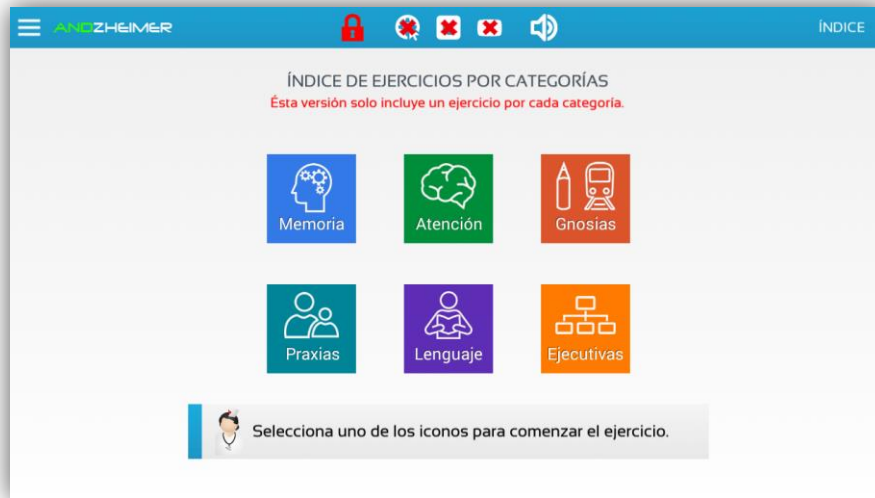 ANDZHEIMER
ÍNDICE
ÍNDICE DE EJERCICIOS POR CATEGORÍAS
Ésta versión solo incluye un ejercicio por cada categoría.
Memoria
Atención
Gnosias
Praxias
Lenguaje
Ejecutivas
Selecciona uno de los iconos para comenzar el ejercicio.